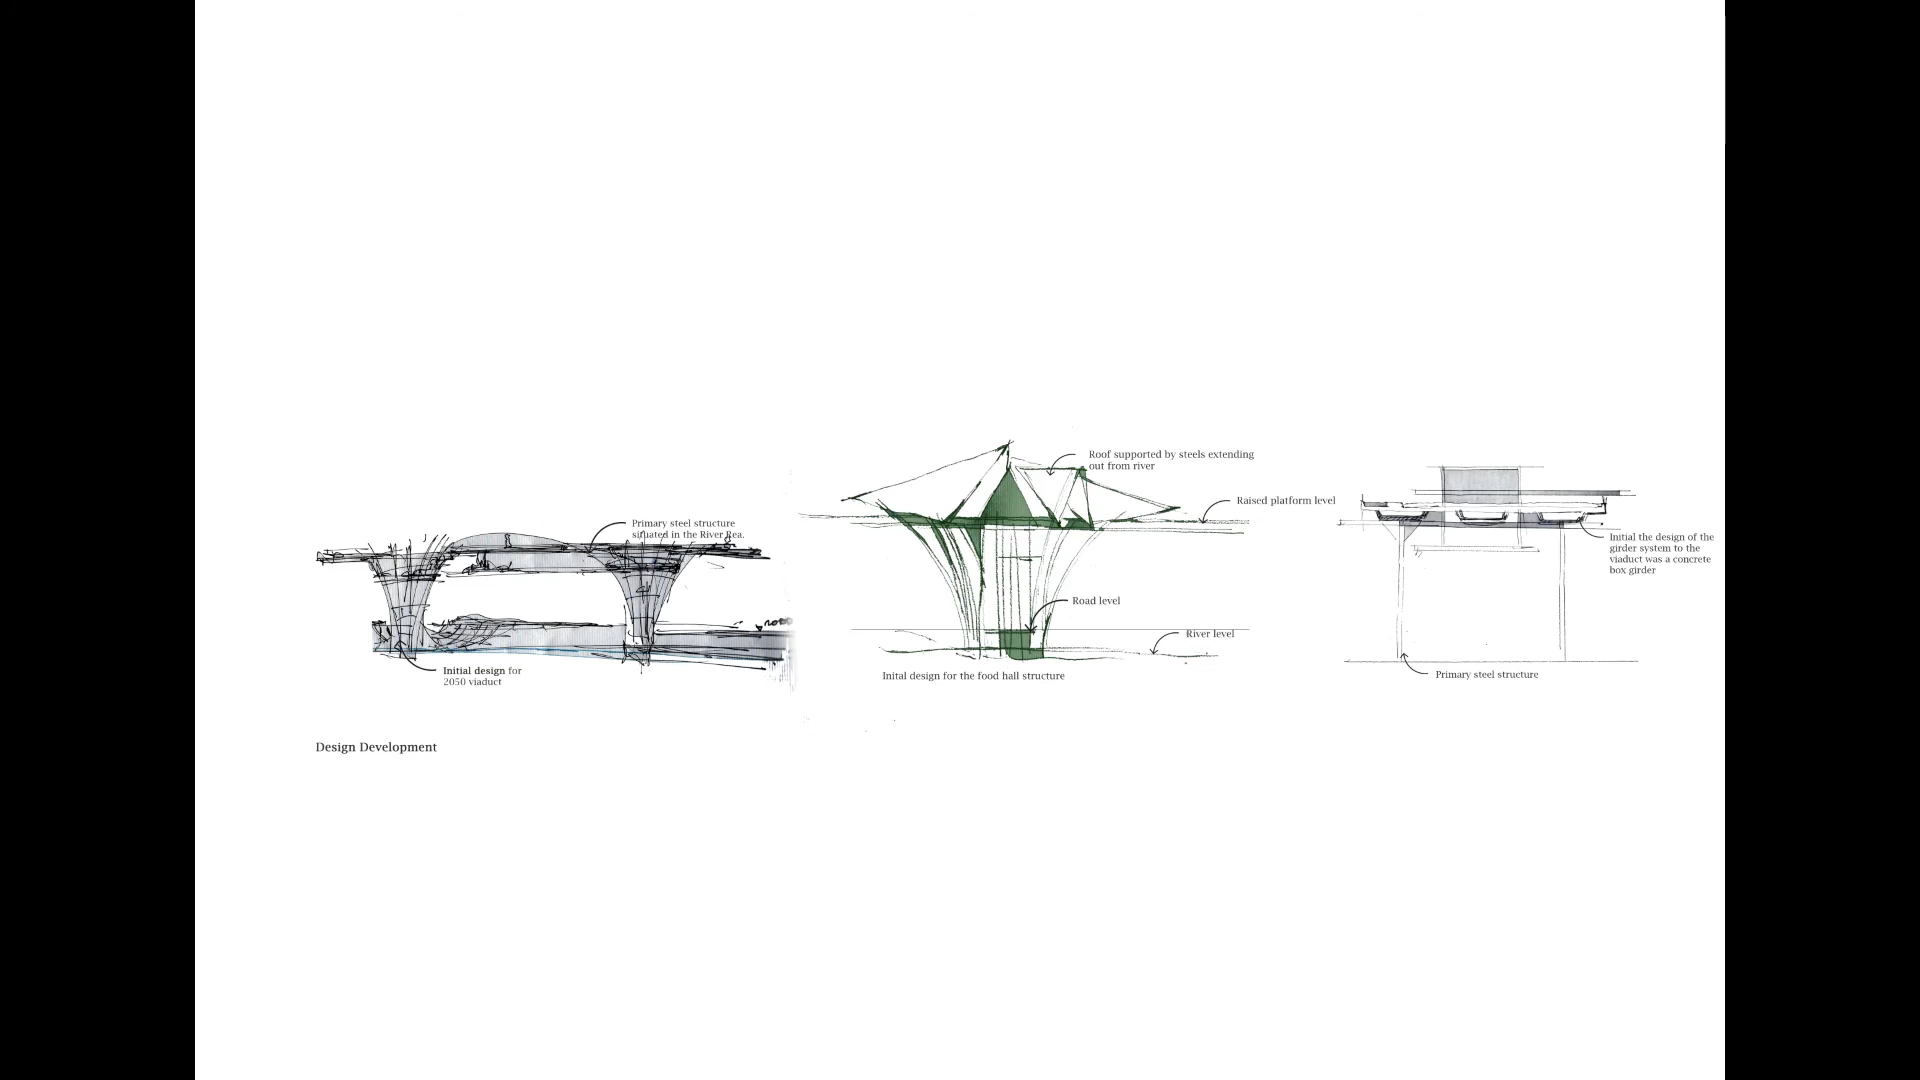 Primary steel structure
situated in the River Rea.
Initial design for
2050 viaduct
Roof supported by steels extending
out from river
Raised platform level
Road level
River level
Inital design for the food hall structure
Initial the design of the
girder system to the
viaduct was a concrete
box girder
Primary steel structure
Design Development